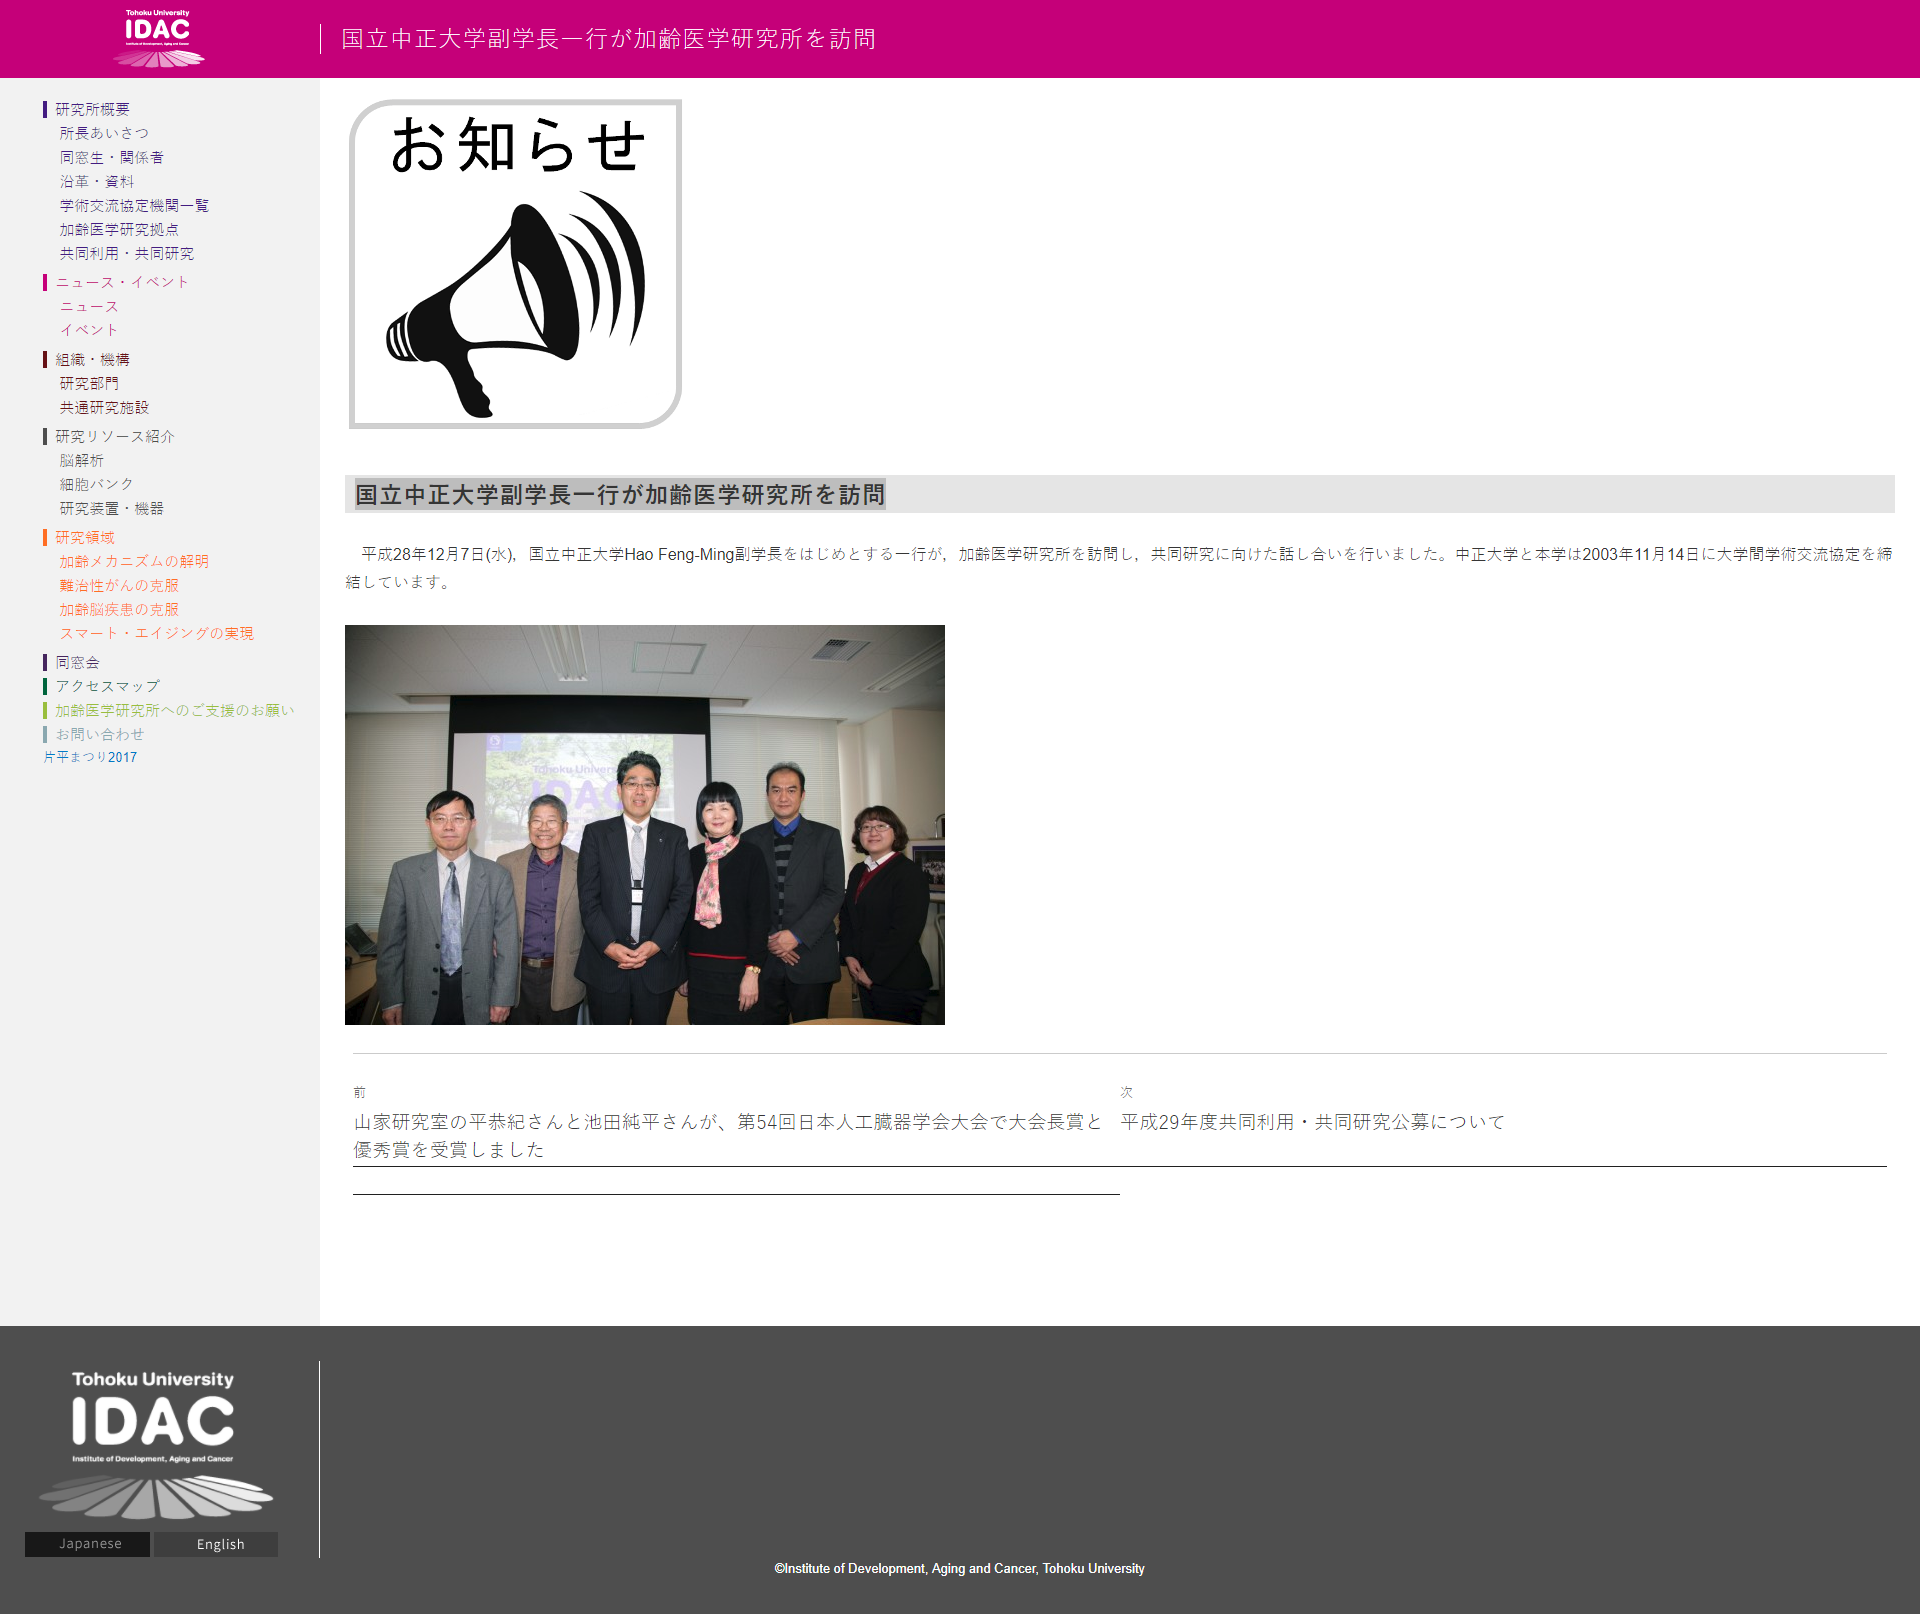 Tohoku University
IDAC
Institute of Development, Aging and Cancer
国立中正大学副学長一行が加齢医学研究所を訪問
研究所概要
所長あいさつ
同窓生・関係者
沿革・資料
学術交流協定機関一覧
加齢医学研究拠点
共同利用・共同研究
ニュース・イベント
ニュース
イベント
組織・機構
研究部門
共通研究施設
研究リソース紹介
脳解析
細胞バンク
研究装置・機器
研究領域
加齢メカニズムの解明
難治性がんの克服
加齢脳疾患の克服
スマート・エイジングの実現
同窓会
アクセスマップ
加齢医学研究所へのご支援のお願い
お問い合わせ
片平まつり2017
お知らせ
国立中正大学副学長一行が加齢医学研究所を訪問
平成28年12月7日(水)，国立中正大学Hao Feng-Ming副学長をはじめとする一行が，加齢医学研究所を訪問し，共同研究に向けた話し合いを行いました。中正大学と本学は2003年11月14日に大学間学術交流協定を締
結しています。
Tohoku University
IDAC
前
山家研究室の平恭紀さんと池田純平さんが、第54回日本人工臓器学会大会で大会長賞と
優秀賞を受賞しました
次
平成29年度共同利用・共同研究公募について
Tohoku University
IDAC
Institute of Development, Aging and Cancer
Japanese
English
©Institute of Development, Aging and Cancer, Tohoku University